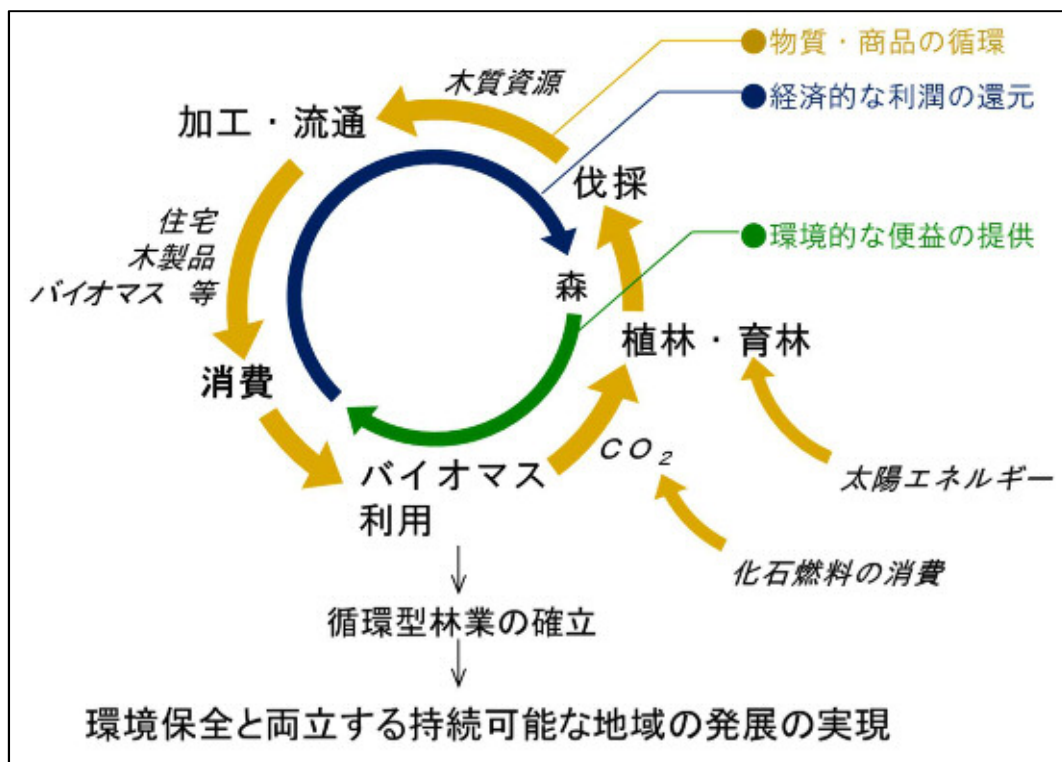 ●物質・商品の循環
木質資源
●経済的な利潤の還元
加工・流通
伐採
住宅
木製品
バイオマス 等
●環境的な便益の提供
森
植林・育林
消費
CO₂
バイオマス
利用
太陽エネルギー
化石燃料の消費
循環型林業の確立
環境保全と両立する持続可能な地域の発展の実現